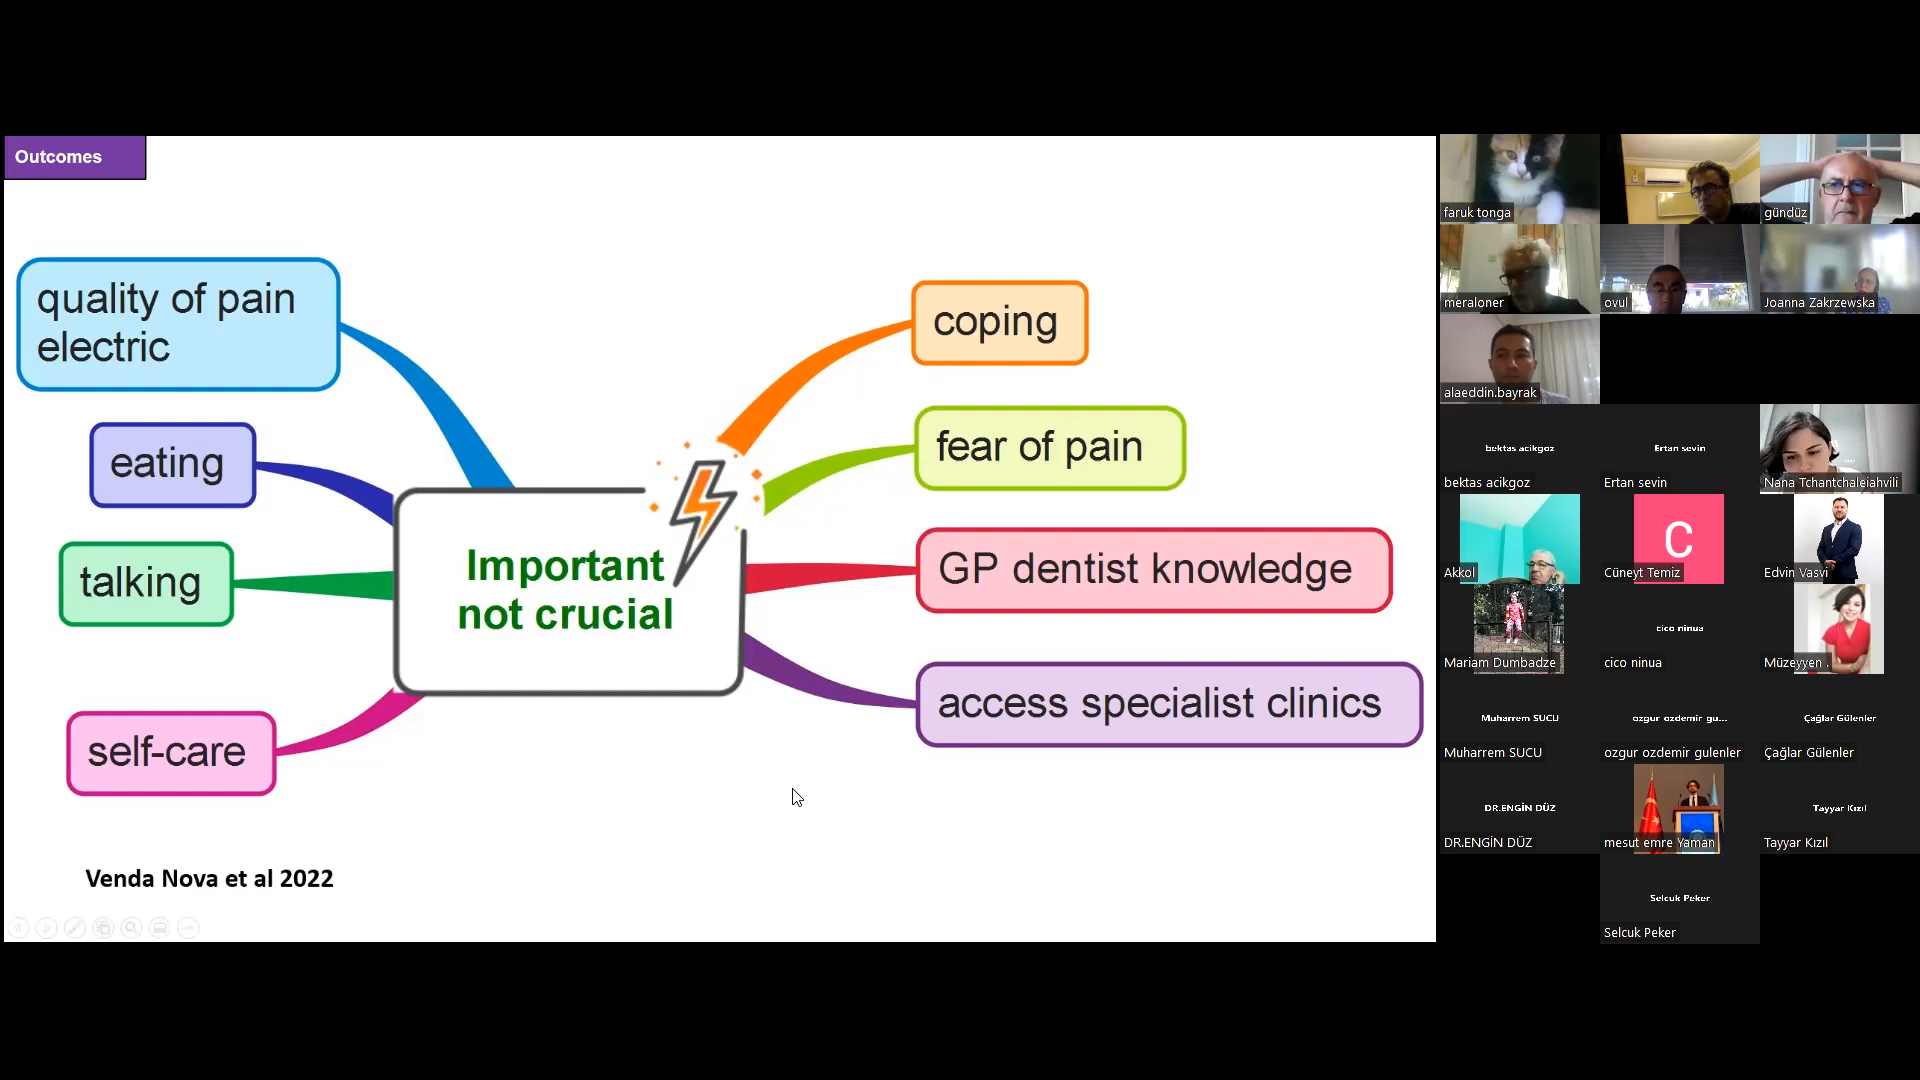 Outcomes
quality of pain
electric
eating
talking
self-care
Important
not crucial
coping
fear of pain
GP dentist knowledge
access specialist clinics
Venda Nova et al 2022
faruk tonga
gündüz
meraloner
ovul
Joanna Zakrzewska
alaeddin.bayrak
bektas acikgoz
bektas acikgoz
Ertan sevin
Ertan sevin
Nana Tchantchaleiahvili
Akkol
C
Cüneyt Temiz
Edvin Vasvi
Mariam Dumbadze
cico ninua
cico ninua
Müzeyyen .
Muharrem SUCU
Muharrem SUCU
ozgur ozdemir gu...
ozgur ozdemir gulenler
Çağlar Gülenler
Çağlar Gülenler
DR.ENGİN DÜZ
DR.ENGİN DÜZ
mesut emre Yaman
Tayyar Kızıl
Tayyar Kızıl
Selcuk Peker
Selcuk Peker